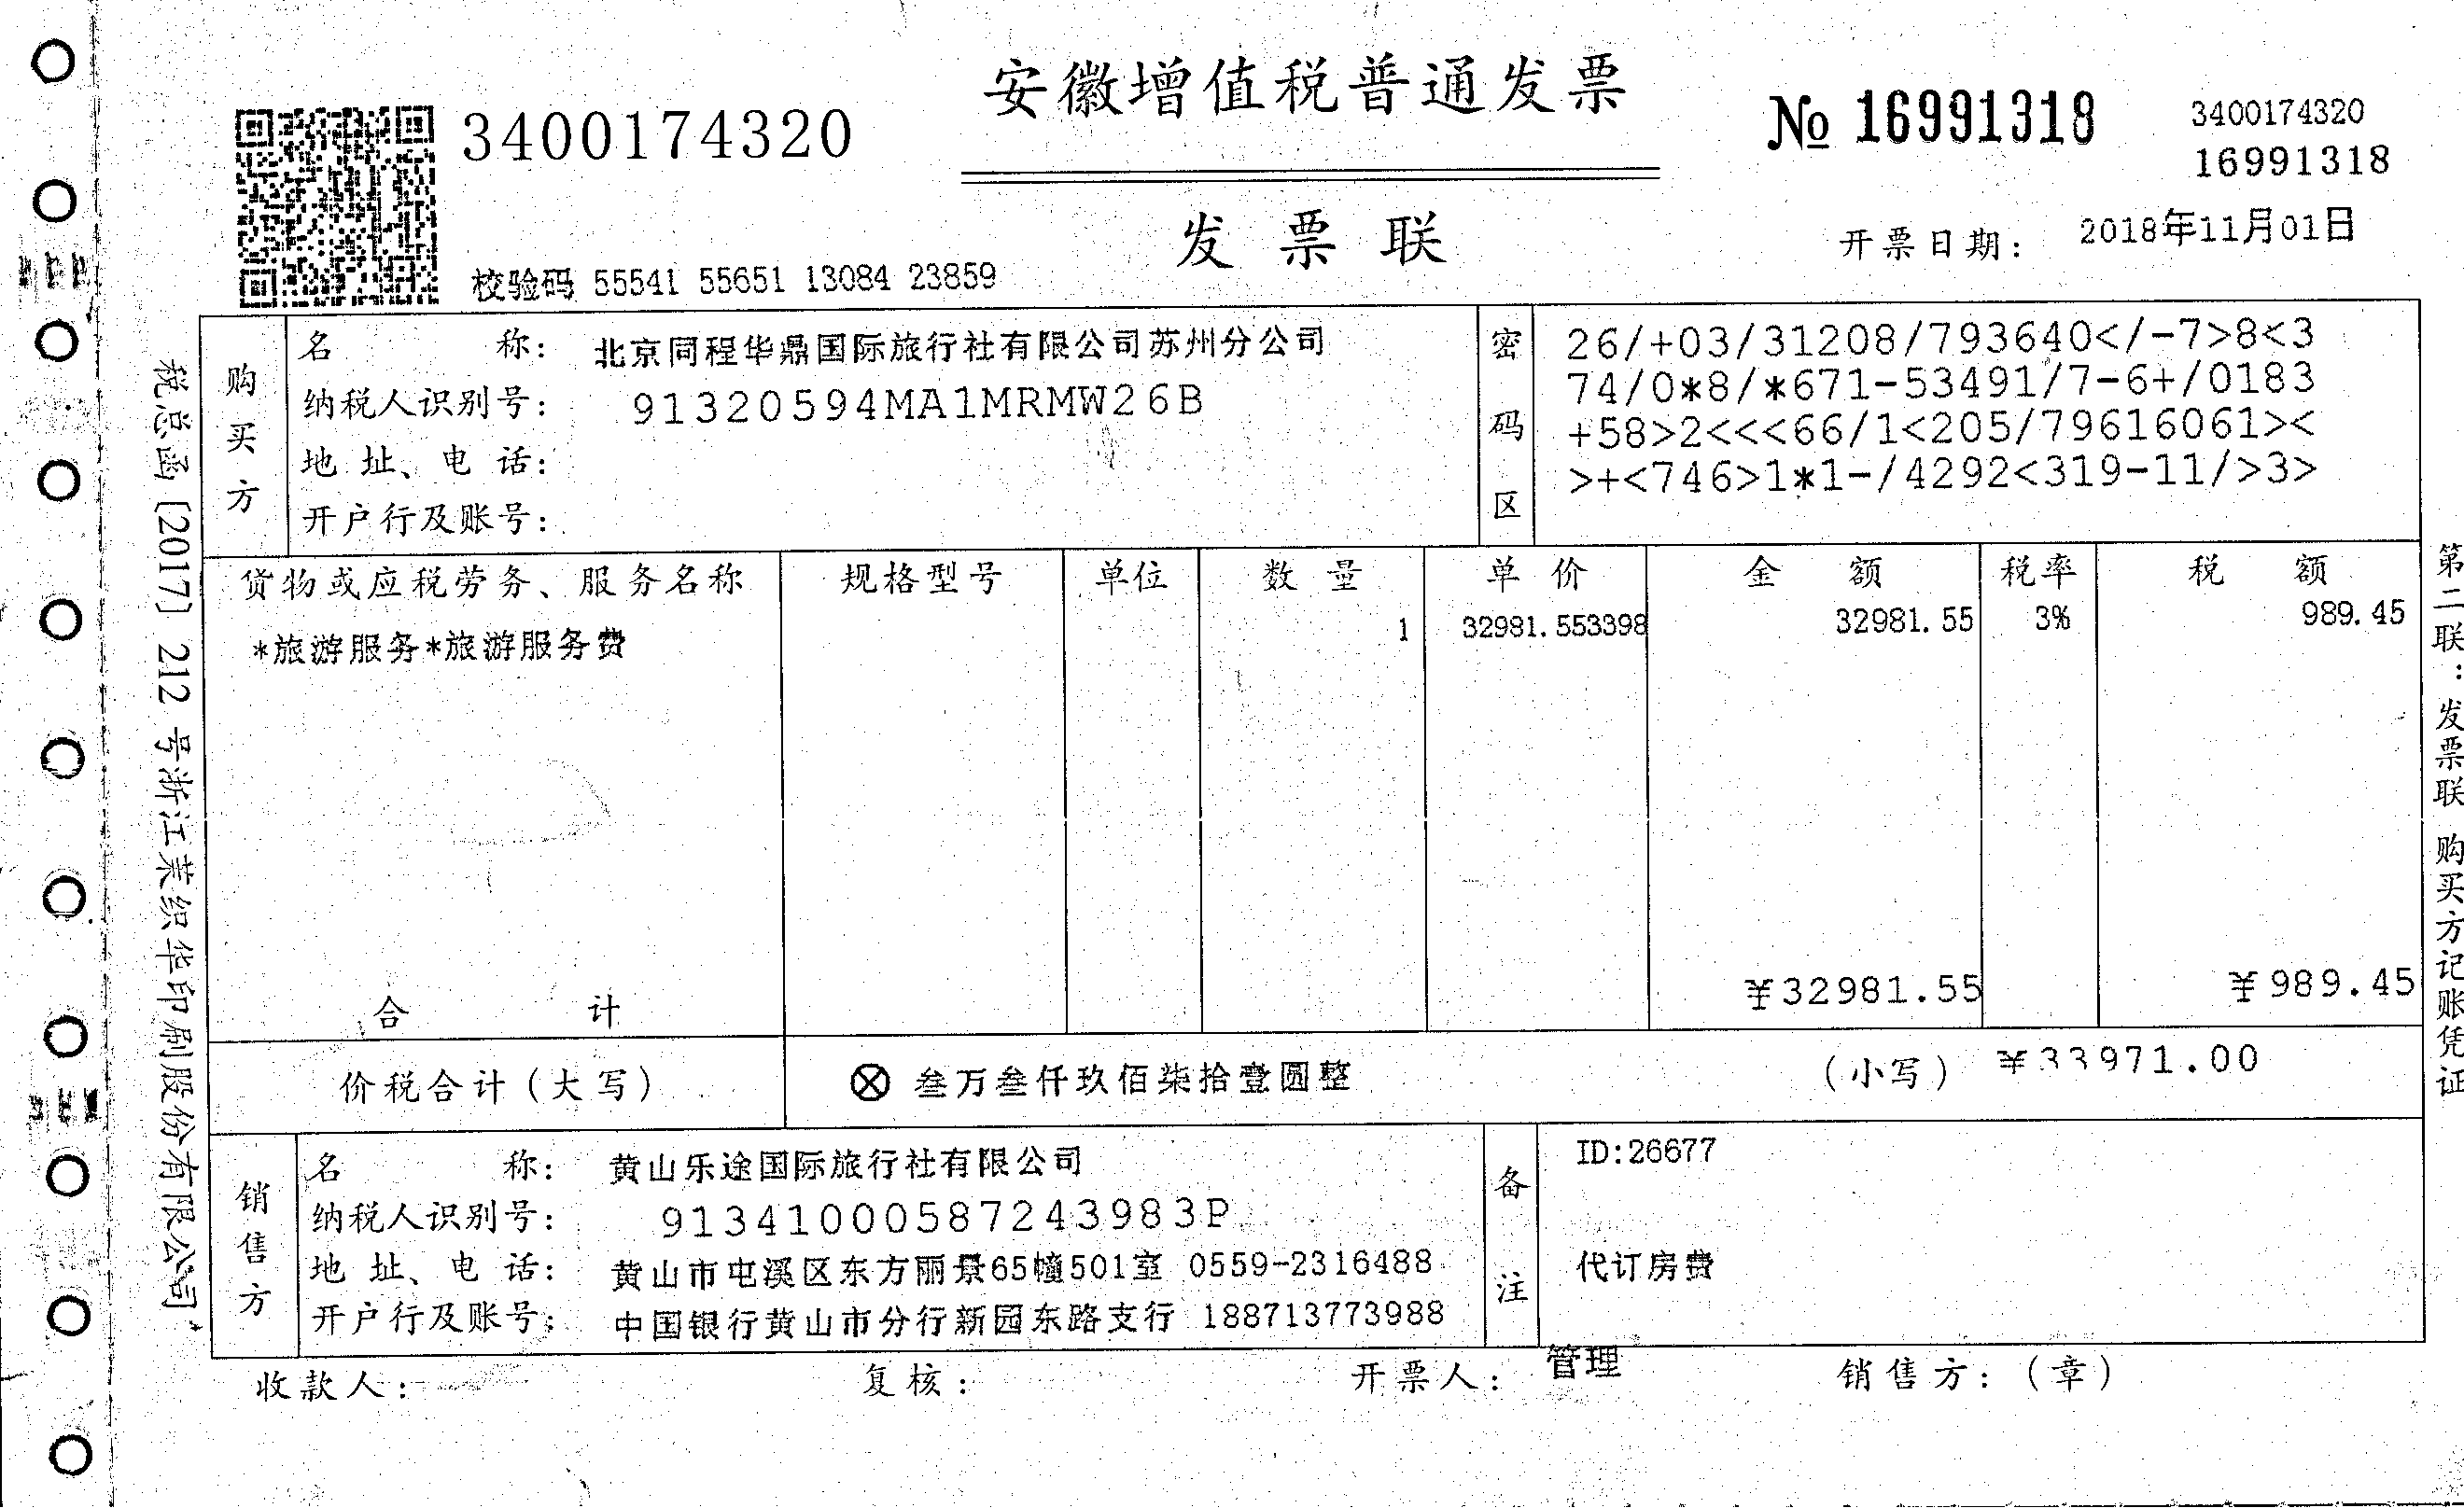 安徽增值税普通发票
3400174320
№ 16991318
3400174320
16991318
发票联
开票日期: 2018年11月01日
校验码 55541 55651 13084 23859
购买方
名称: 北京同程华鼎国际旅行社有限公司苏州分公司
纳税人识别号: 91320594MA1MRMW26B
地址、电话:
开户行及账号:
密码区
26/+03/31208/793640</-7>8<3
74/0*8/*671-53491/7-6+/0183
+58>2<<<66/1<205/79616061><
>+<746>1*1-/4292<319-11/>3>
货物或应税劳务、服务名称 规格型号 单位 数量 单价 金额 税率 税额
*旅游服务*旅游服务费 1 32981.553398 32981.55 3% 989.45
合计 ¥32981.55 ¥989.45
价税合计(大写) ⊗ 叁万叁仟玖佰柒拾壹圆整 (小写) ¥33971.00
销售方
名称: 黄山乐途国际旅行社有限公司
纳税人识别号: 91341000587243983P
地址、电话: 黄山市屯溪区东方丽景65幢501室 0559-2316488
开户行及账号: 中国银行黄山市分行新园东路支行 188713773988
备注
ID:26677
代订房费
收款人: 复核: 开票人: 管理 销售方:(章)
税总函〔2017〕212号浙江莱织华印刷股份有限公司
第二联:发票联 购买方记账凭证